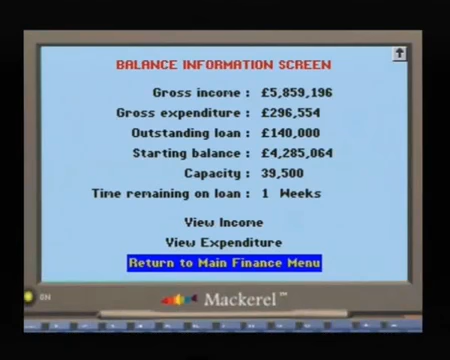 BALANCE INFORMATION SCREEN
Gross income : £5,859,196
Gross expenditure : £296,554
Outstanding loan : £140,000
Starting balance : £4,285,064
Capacity : 39,500
Time remaining on loan : 1 Weeks
View Income
View Expenditure
Return to Main Finance Menu
ON
Mackerel™